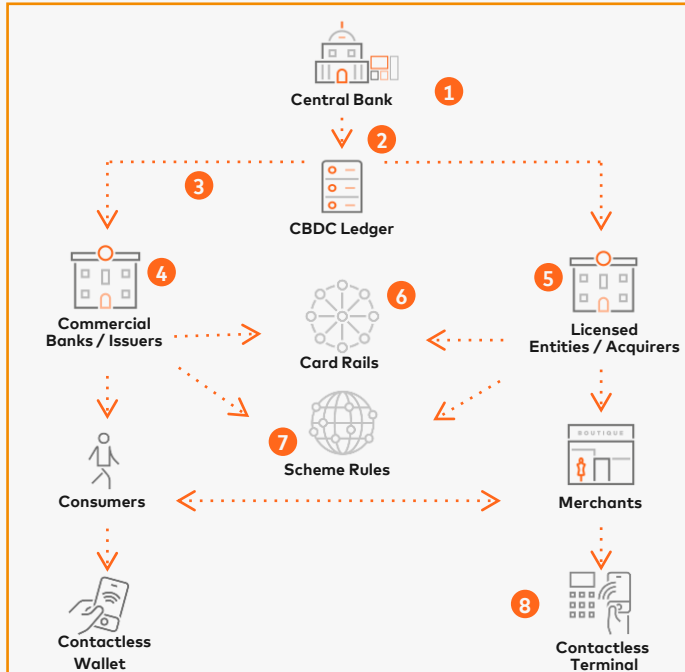 1
Central Bank
2
3
CBDC Ledger
4
5
6
Commercial
Banks / Issuers
Licensed
Entities / Acquirers
Card Rails
BOUTIQUE
7
Scheme Rules
Consumers
Merchants
8
Contactless
Wallet
Contactless
Terminal